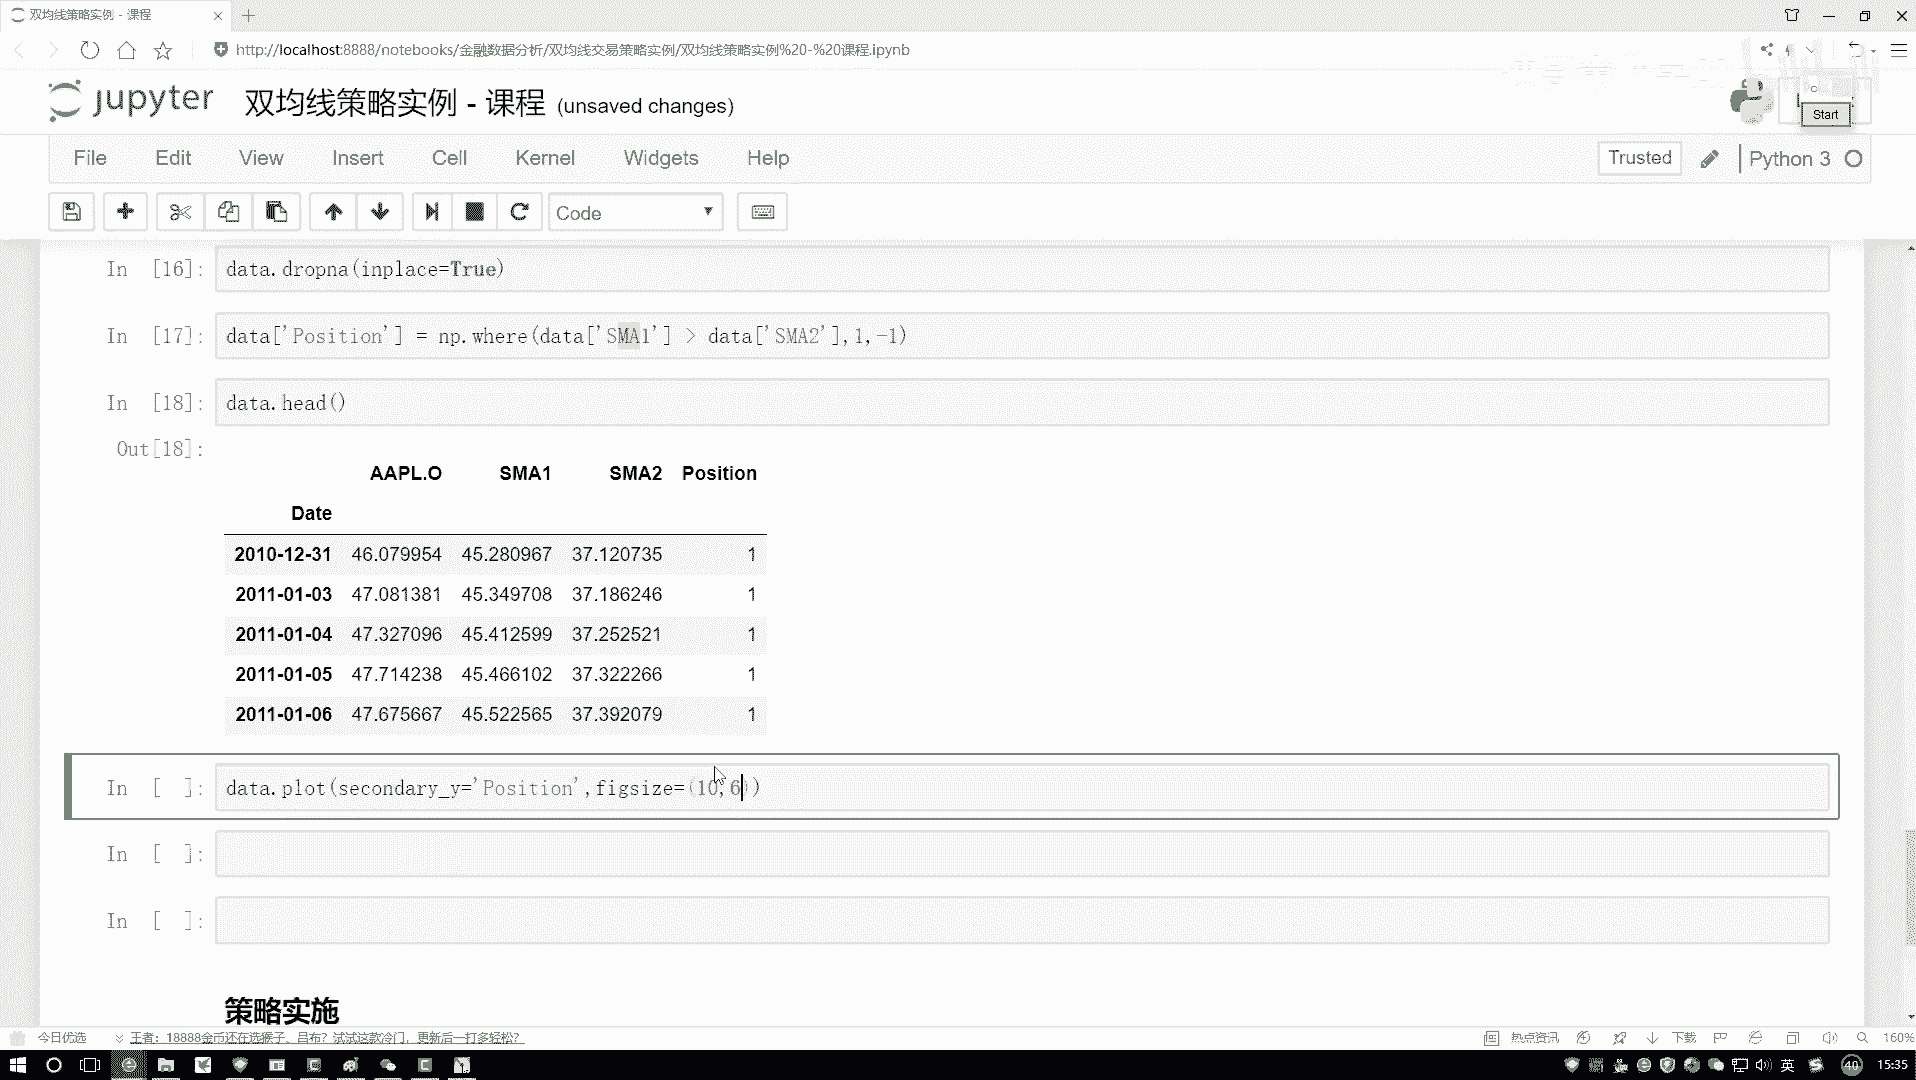 双均线策略实例 - 课程
http://localhost:8888/notebooks/金融数据分析/双均线交易策略实例/双均线策略实例%20-%20课程.ipynb
jupyter 双均线策略实例 - 课程 (unsaved changes)
Start
File Edit View Insert Cell Kernel Widgets Help
Trusted Python 3
Code
In [16]: data.dropna(inplace=True)
In [17]: data['Position'] = np.where(data['SMA1'] > data['SMA2'],1,-1)
In [18]: data.head()
Out[18]:
AAPL.O SMA1 SMA2 Position
Date
2010-12-31 46.079954 45.280967 37.120735 1
2011-01-03 47.081381 45.349708 37.186246 1
2011-01-04 47.327096 45.412599 37.252521 1
2011-01-05 47.714238 45.466102 37.322266 1
2011-01-06 47.675667 45.522565 37.392079 1
In [ ]: data.plot(secondary_y='Position',figsize=(10,6))
In [ ]:
In [ ]:
策略实施
今日优选 王者：18888金币还在选猴子、吕布？试试这款冷门，更新后一打多轻松？ 热点资讯 下载 160%
英 40 15:35